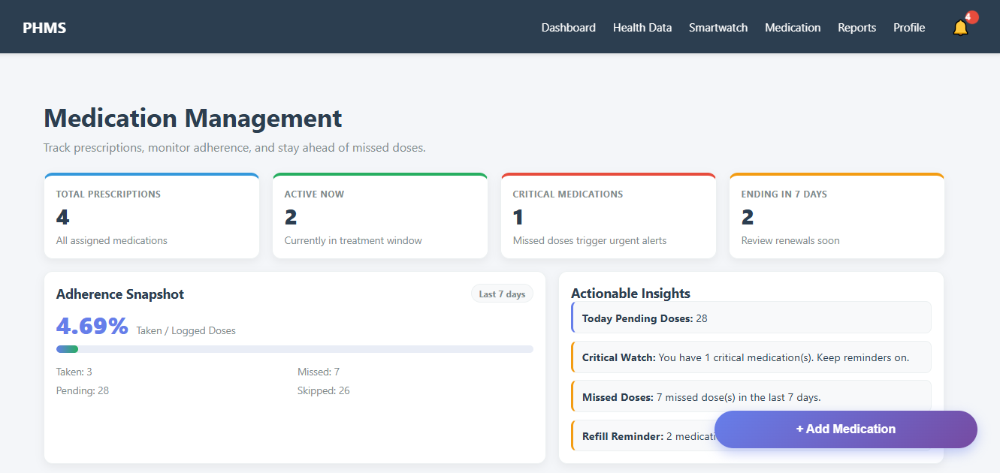 PHMS
Dashboard Health Data Smartwatch Medication Reports Profile 4
Medication Management
Track prescriptions, monitor adherence, and stay ahead of missed doses.
TOTAL PRESCRIPTIONS
4
All assigned medications
ACTIVE NOW
2
Currently in treatment window
CRITICAL MEDICATIONS
1
Missed doses trigger urgent alerts
ENDING IN 7 DAYS
2
Review renewals soon
Adherence Snapshot
Last 7 days
4.69% Taken / Logged Doses
Taken: 3
Missed: 7
Pending: 28
Skipped: 26
Actionable Insights
Today Pending Doses: 28
Critical Watch: You have 1 critical medication(s). Keep reminders on.
Missed Doses: 7 missed dose(s) in the last 7 days.
Refill Reminder: 2
+ Add Medication